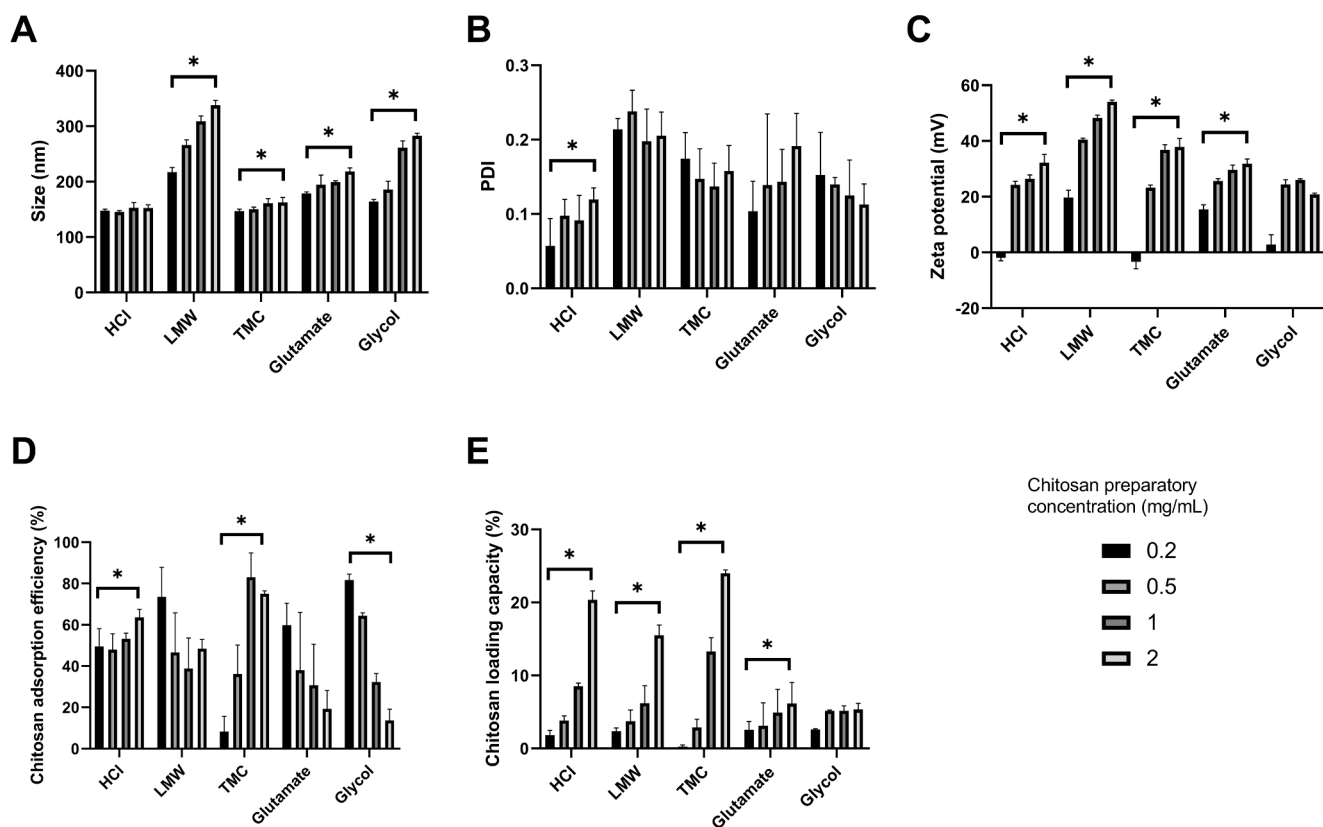 A
Size (nm)
400
300
200
100
0
*
*
*
*
HCl
LMW
TMC
Glutamate
Glycol
B
PDI
0.3
0.2
0.1
0.0
*
HCl
LMW
TMC
Glutamate
Glycol
C
Zeta potential (mV)
60
40
20
0
-20
*
*
*
*
HCl
LMW
TMC
Glutamate
Glycol
D
Chitosan adsorption efficiency (%)
100
80
60
40
20
0
*
*
*
HCl
LMW
TMC
Glutamate
Glycol
E
Chitosan loading capacity (%)
30
20
10
0
*
*
*
*
HCl
LMW
TMC
Glutamate
Glycol
Chitosan preparatory
concentration (mg/mL)
0.2
0.5
1
2